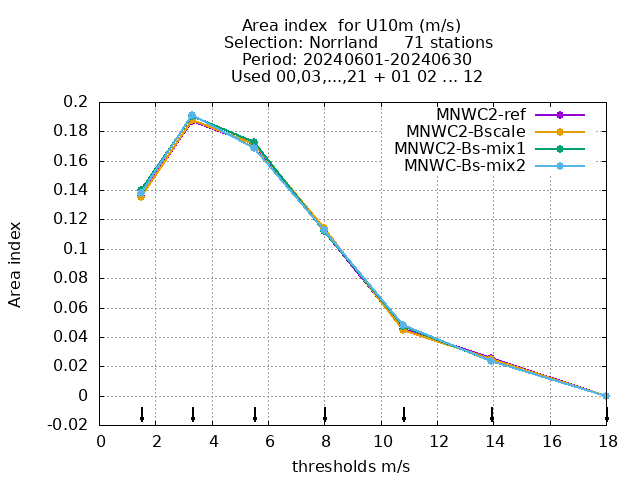 Area index  for U10m (m/s)
Selection: Norrland     71 stations
Period: 20240601-20240630
Used 00,03,...,21 + 01 02 ... 12
MNWC2-ref
MNWC2-Bscale
MNWC2-Bs-mix1
MNWC-Bs-mix2
0.2
0.18
0.16
0.14
0.12
0.1
0.08
0.06
0.04
0.02
0
-0.02
Area index
0 2 4 6 8 10 12 14 16 18
thresholds m/s